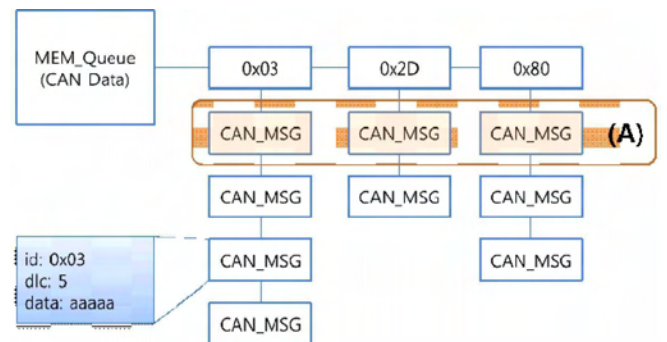 MEM_Queue
(CAN Data)
0x03
0x2D
0x80
CAN_MSG
CAN_MSG
CAN_MSG
(A)
CAN_MSG
CAN_MSG
CAN_MSG
id: 0x03
dlc: 5
data: aaaaa
CAN_MSG
CAN_MSG
CAN_MSG